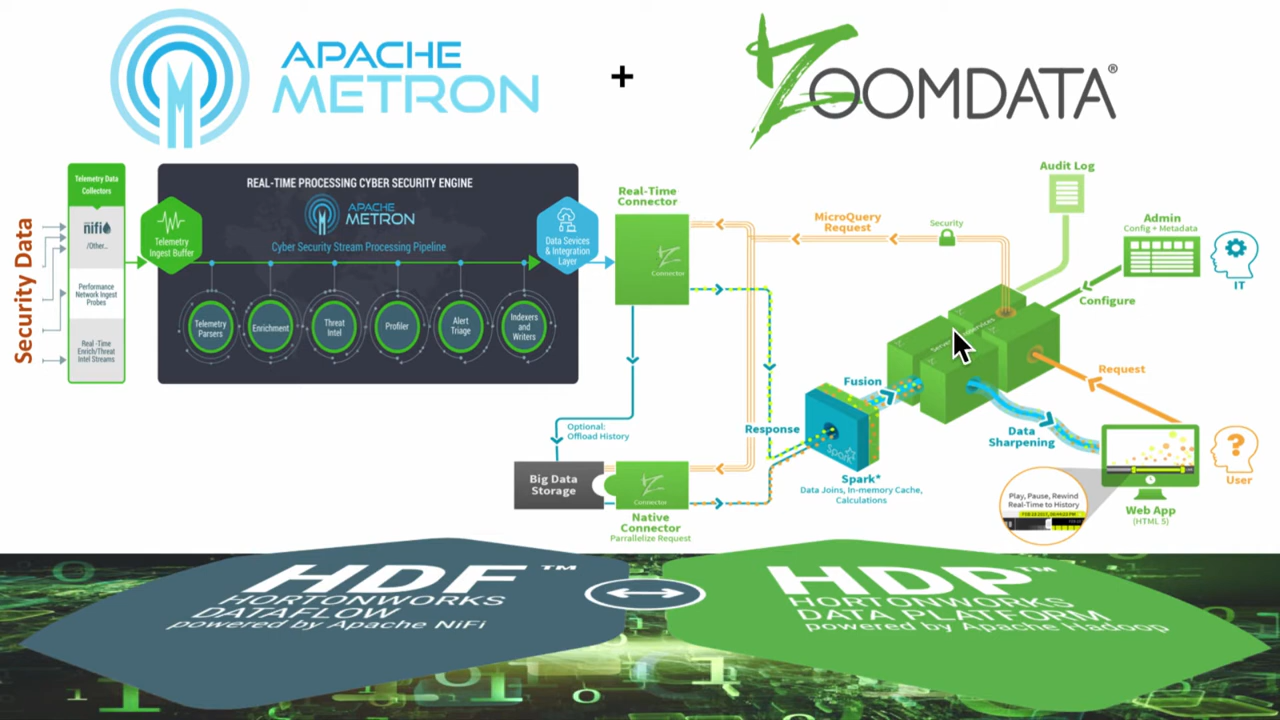 APACHE
METRON
+
ZOOMDATA®
Security Data
Telemetry Data
Collectors
nifi
/Other...
Performance
Network Ingest
Probes
Real -Time
Enrich/Threat
Intel Streams
Telemetry
Ingest Buffer
REAL-TIME PROCESSING CYBER SECURITY ENGINE
APACHE
METRON
Cyber Security Stream Processing Pipeline
Telemetry
Parsers
Enrichment
Threat
Intel
Profiler
Alert
Triage
Indexers
and
Writers
Data Sevices
& Integration
Layer
Real-Time
Connector
Connector
MicroQuery
Request
Security
Audit Log
Admin
Config + Metadata
IT
Configure
Request
Fusion
Response
Data
Sharpening
Spark
Spark*
Data Joins, In-memory Cache,
Calculations
Optional:
Offload History
Big Data
Storage
Connector
Native
Connector
Parrallelize Request
Play, Pause, Rewind
Real-Time to History
Web App
(HTML 5)
?
User
HDF™
HORTONWORKS
DATAFLOW
powered by Apache NiFi
HDP™
HORTONWORKS
DATA PLATFORM
powered by Apache Hadoop